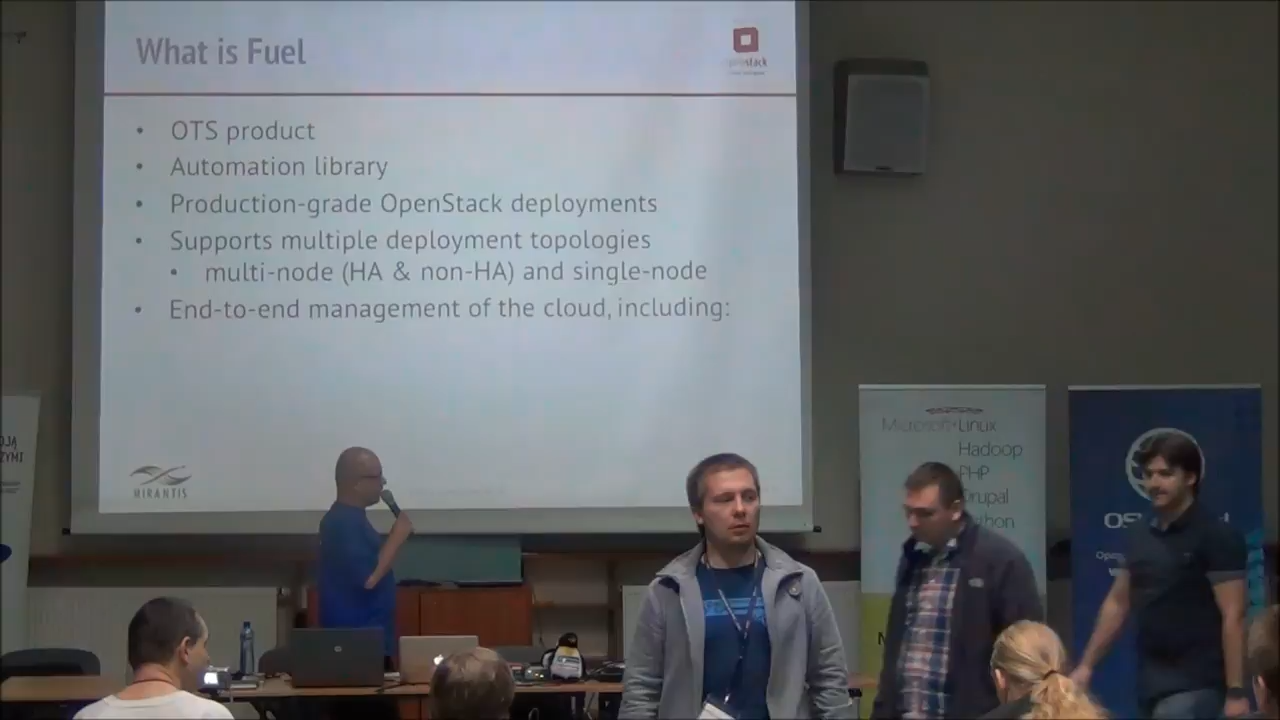 What is Fuel
openstack
• OTS product
• Automation library
• Production-grade OpenStack deployments
• Supports multiple deployment topologies
• multi-node (HA & non-HA) and single-node
• End-to-end management of the cloud, including:
MIRANTIS
Microsoft Linux
Hadoop
PHP
Drupal